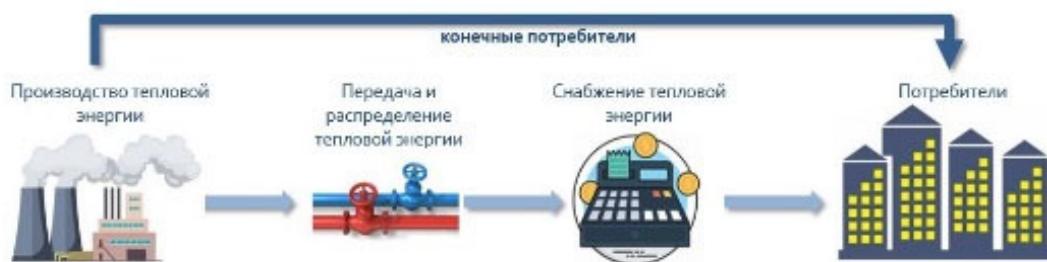 конечные потребители
Производство тепловой
энергии
Передача и
распределение
тепловой энергии
Снабжение тепловой
энергии
Потребители